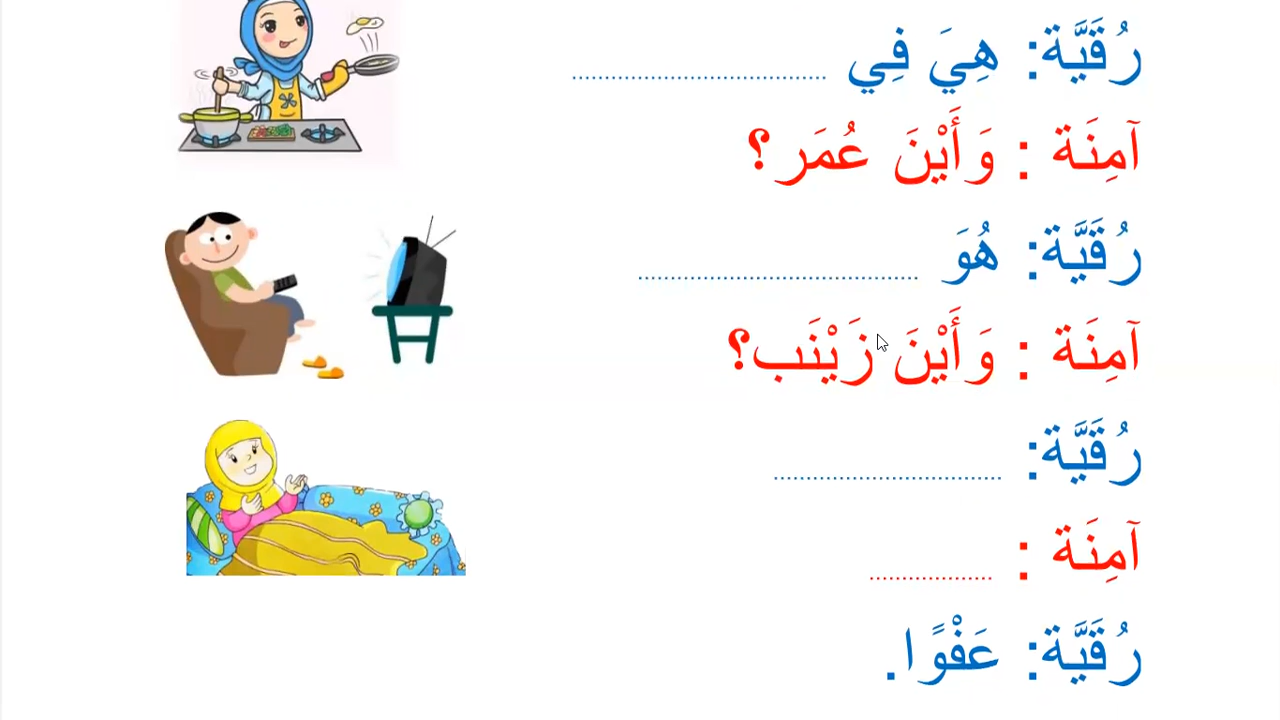 رُقَيَّة: هِيَ فِي ......................................
آمِنَة : وَأَيْنَ عُمَر؟
رُقَيَّة: هُوَ ..........................................
آمِنَة : وَأَيْنَ زَيْنَب؟
رُقَيَّة: ..................................
آمِنَة : ...................
رُقَيَّة: عَفْوًا.